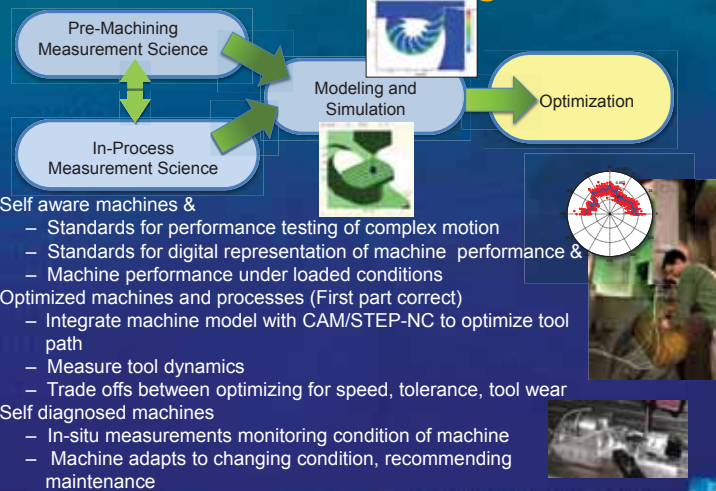 Pre-Machining
Measurement Science
Modeling and
Simulation
Optimization
In-Process
Measurement Science
Self aware machines &
– Standards for performance testing of complex motion
– Standards for digital representation of machine performance &
– Machine performance under loaded conditions
Optimized machines and processes (First part correct)
– Integrate machine model with CAM/STEP-NC to optimize tool
path
– Measure tool dynamics
– Trade offs between optimizing for speed, tolerance, tool wear
Self diagnosed machines
– In-situ measurements monitoring condition of machine
– Machine adapts to changing condition, recommending
maintenance